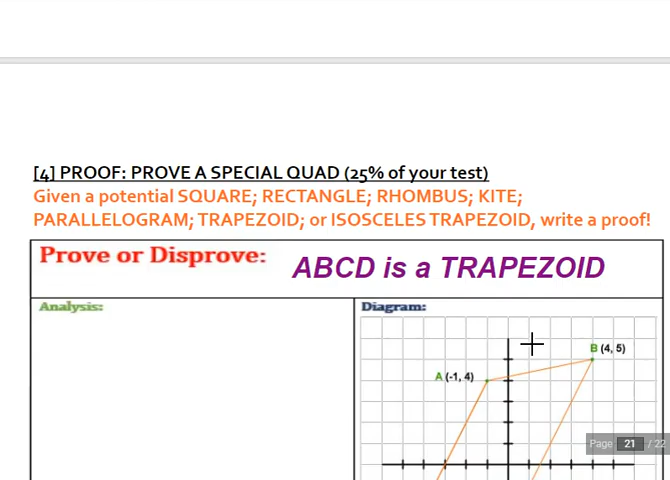 [4] PROOF: PROVE A SPECIAL QUAD (25% of your test)
Given a potential SQUARE; RECTANGLE; RHOMBUS; KITE;
PARALLELOGRAM; TRAPEZOID; or ISOSCELES TRAPEZOID, write a proof!
Prove or Disprove: ABCD is a TRAPEZOID
Analysis:
Diagram:
B (4, 5)
A (-1, 4)
Page 21 / 22